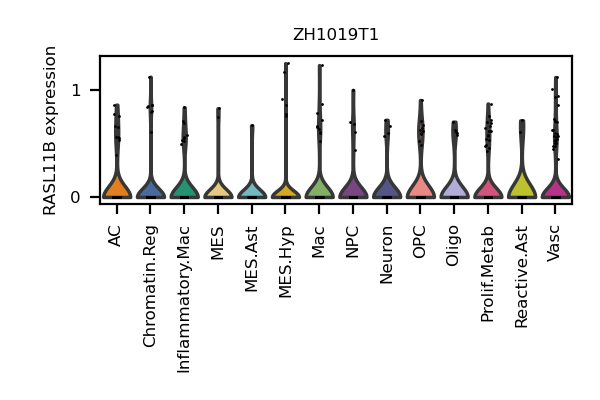 ZH1019T1
RASL11B expression
1
0
AC
Chromatin.Reg
Inflammatory.Mac
MES
MES.Ast
MES.Hyp
Mac
NPC
Neuron
OPC
Oligo
Prolif.Metab
Reactive.Ast
Vasc